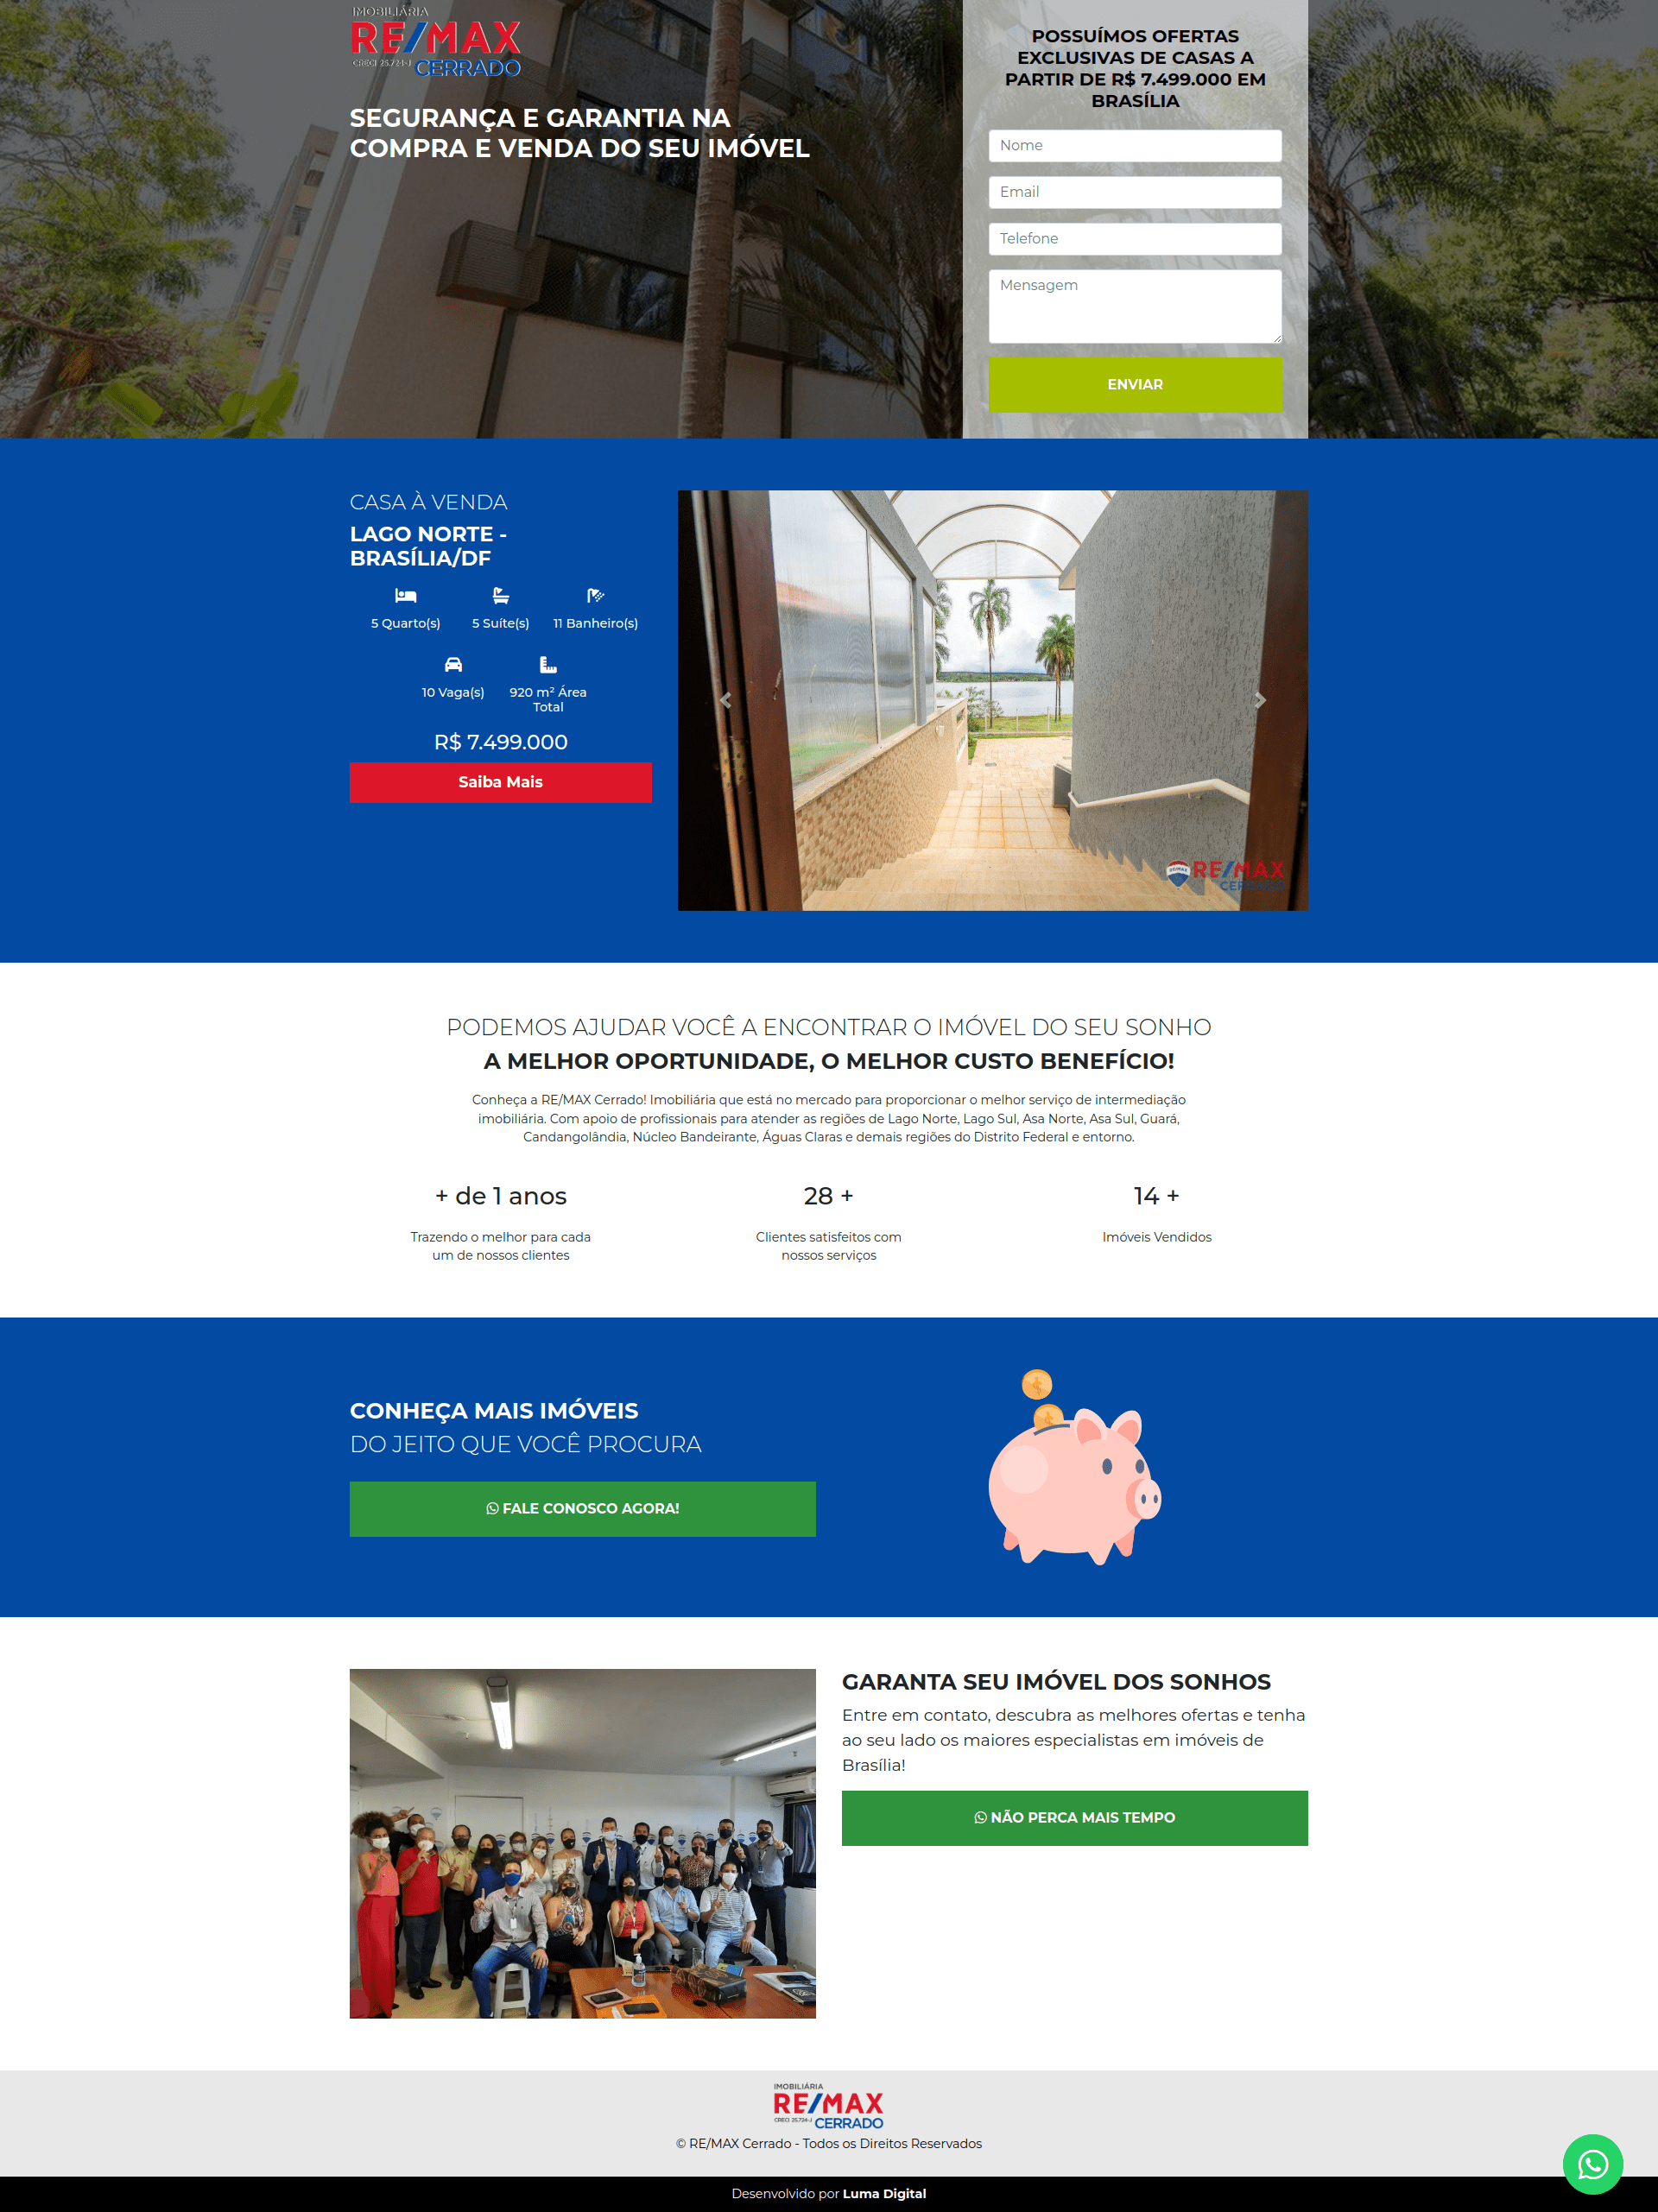 IMOBILIÁRIA
RE/MAX
CRECI 25.724-J CERRADO
SEGURANÇA E GARANTIA NA
COMPRA E VENDA DO SEU IMÓVEL
POSSUÍMOS OFERTAS
EXCLUSIVAS DE CASAS A
PARTIR DE R$ 7.499.000 EM
BRASÍLIA
Nome
Email
Telefone
Mensagem
ENVIAR
CASA À VENDA
LAGO NORTE -
BRASÍLIA/DF
5 Quarto(s) 5 Suíte(s) 11 Banheiro(s)
10 Vaga(s) 920 m² Área
Total
R$ 7.499.000
Saiba Mais
RE/MAX
CERRADO
PODEMOS AJUDAR VOCÊ A ENCONTRAR O IMÓVEL DO SEU SONHO
A MELHOR OPORTUNIDADE, O MELHOR CUSTO BENEFÍCIO!
Conheça a RE/MAX Cerrado! Imobiliária que está no mercado para proporcionar o melhor serviço de intermediação
imobiliária. Com apoio de profissionais para atender as regiões de Lago Norte, Lago Sul, Asa Norte, Asa Sul, Guará,
Candangolândia, Núcleo Bandeirante, Águas Claras e demais regiões do Distrito Federal e entorno.
+ de 1 anos
Trazendo o melhor para cada
um de nossos clientes
28 +
Clientes satisfeitos com
nossos serviços
14 +
Imóveis Vendidos
CONHEÇA MAIS IMÓVEIS
DO JEITO QUE VOCÊ PROCURA
FALE CONOSCO AGORA!
GARANTA SEU IMÓVEL DOS SONHOS
Entre em contato, descubra as melhores ofertas e tenha
ao seu lado os maiores especialistas em imóveis de
Brasília!
NÃO PERCA MAIS TEMPO
IMOBILIÁRIA
RE/MAX
CRECI 25.724-J CERRADO
© RE/MAX Cerrado - Todos os Direitos Reservados
Desenvolvido por Luma Digital